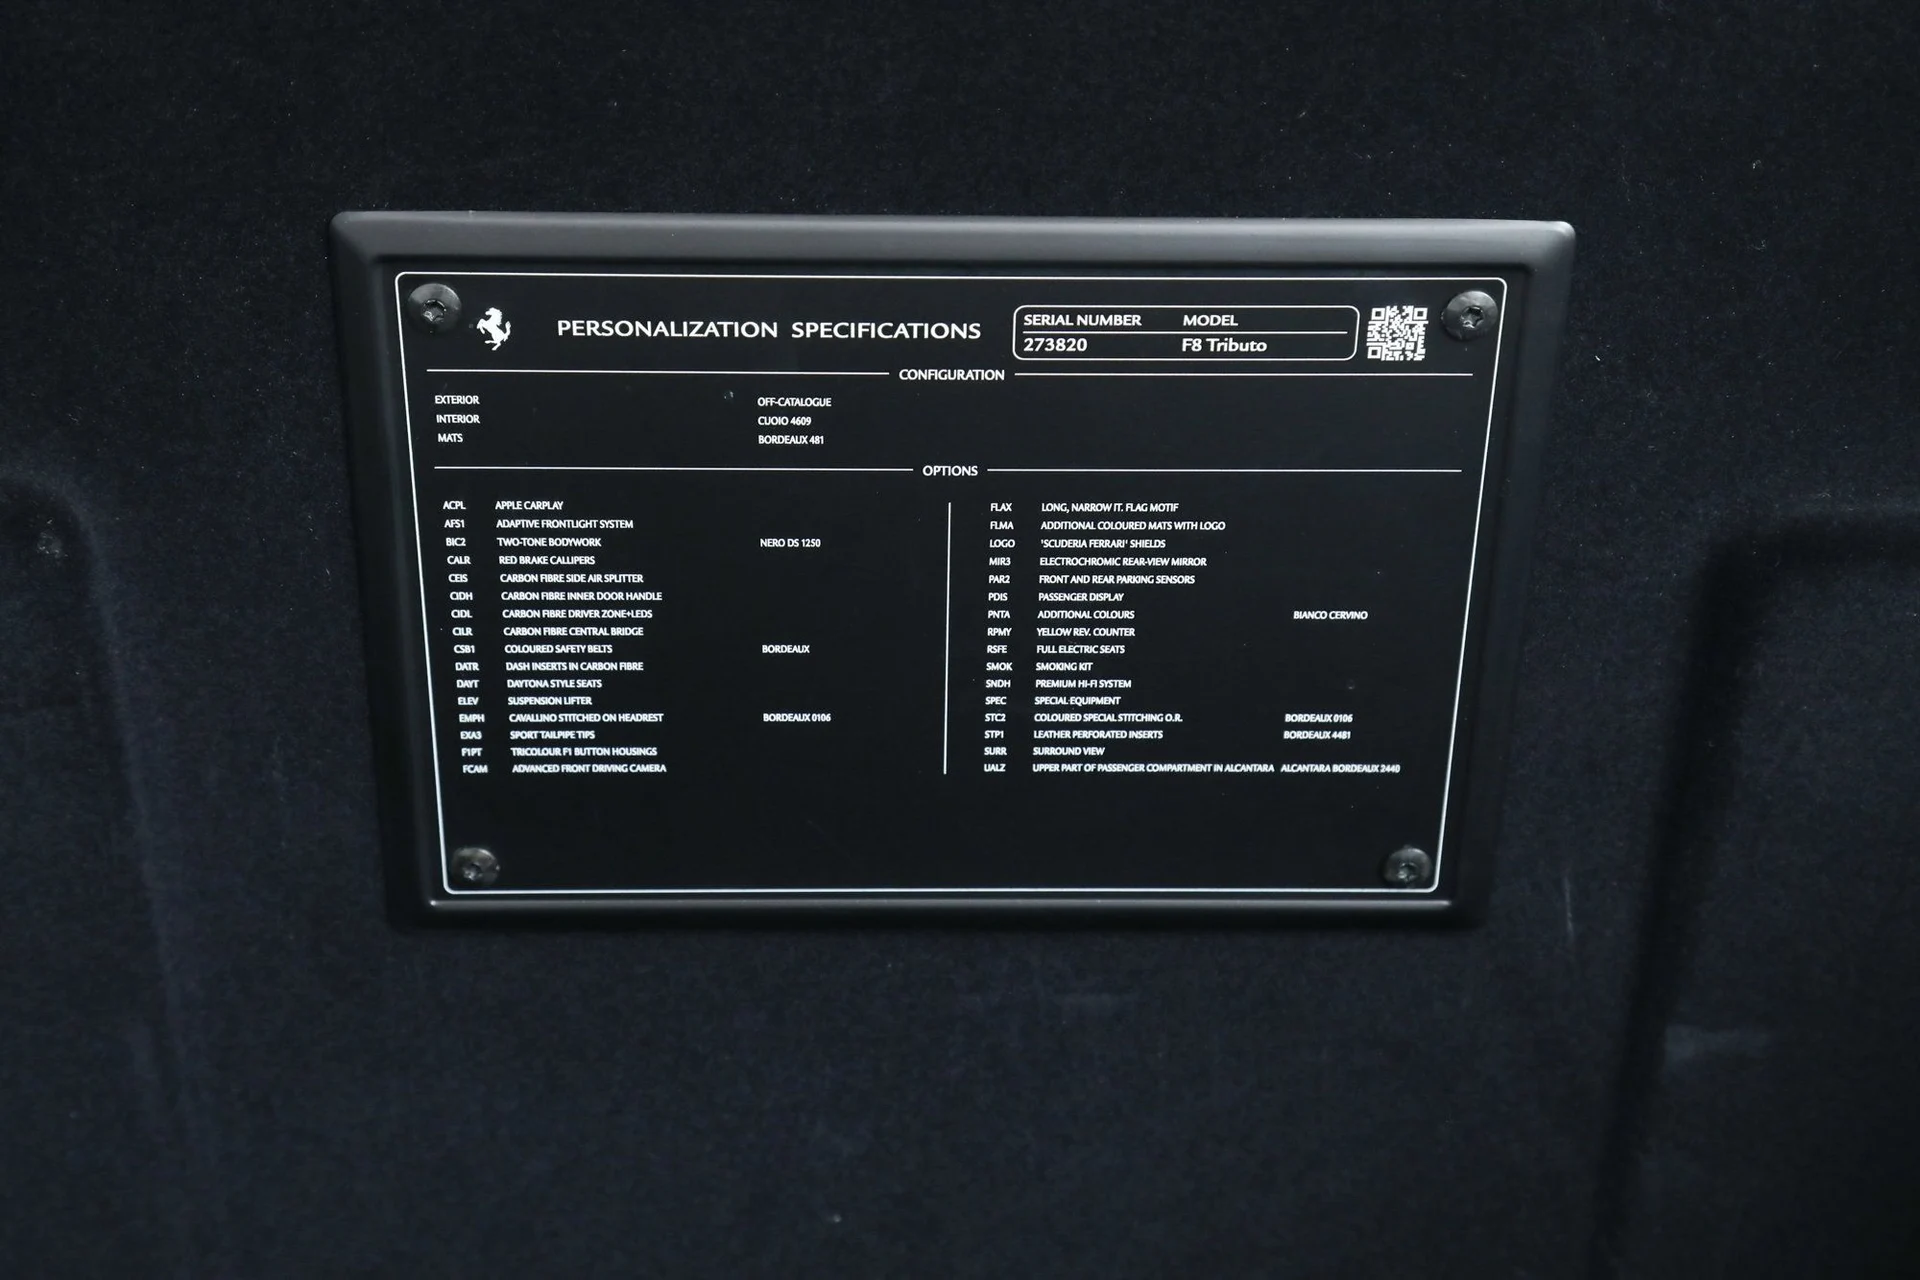 PERSONALIZATION SPECIFICATIONS
SERIAL NUMBER MODEL
273820 F8 Tributo
CONFIGURATION
EXTERIOR OFF-CATALOGUE
INTERIOR CUOIO 4609
MATS BORDEAUX 481
OPTIONS
ACPL APPLE CARPLAY
AFS1 ADAPTIVE FRONTLIGHT SYSTEM
BIC2 TWO-TONE BODYWORK NERO DS 1250
CALR RED BRAKE CALLIPERS
CEIS CARBON FIBRE SIDE AIR SPLITTER
CIDH CARBON FIBRE INNER DOOR HANDLE
CIDL CARBON FIBRE DRIVER ZONE+LEDS
CILR CARBON FIBRE CENTRAL BRIDGE
CSB1 COLOURED SAFETY BELTS BORDEAUX
DATR DASH INSERTS IN CARBON FIBRE
DAYT DAYTONA STYLE SEATS
ELEV SUSPENSION LIFTER
EMPH CAVALLINO STITCHED ON HEADREST BORDEAUX 0106
EXA3 SPORT TAILPIPE TIPS
F1PT TRICOLOUR F1 BUTTON HOUSINGS
FCAM ADVANCED FRONT DRIVING CAMERA
FLAX LONG, NARROW IT. FLAG MOTIF
FLMA ADDITIONAL COLOURED MATS WITH LOGO
LOGO 'SCUDERIA FERRARI' SHIELDS
MIR3 ELECTROCHROMIC REAR-VIEW MIRROR
PAR2 FRONT AND REAR PARKING SENSORS
PDIS PASSENGER DISPLAY
PNTA ADDITIONAL COLOURS BIANCO CERVINO
RPMY YELLOW REV. COUNTER
RSFE FULL ELECTRIC SEATS
SMOK SMOKING KIT
SNDH PREMIUM HI-FI SYSTEM
SPEC SPECIAL EQUIPMENT
STC2 COLOURED SPECIAL STITCHING O.R. BORDEAUX 0106
STP1 LEATHER PERFORATED INSERTS BORDEAUX 4481
SURR SURROUND VIEW
UALZ UPPER PART OF PASSENGER COMPARTMENT IN ALCANTARA ALCANTARA BORDEAUX 2440